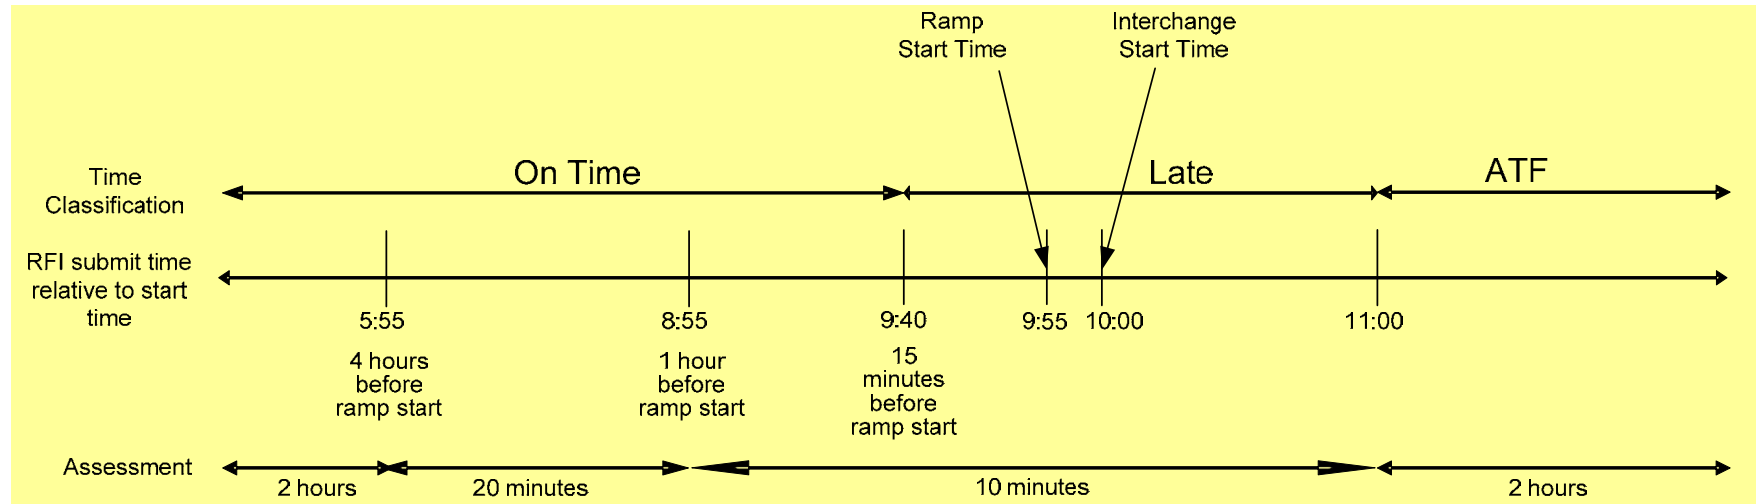 Ramp
Start Time
Interchange
Start Time
Time
Classification
On Time
Late
ATF
RFI submit time
relative to start
time
5:55
8:55
9:40
9:55
10:00
11:00
4 hours
before
ramp start
1 hour
before
ramp start
15
minutes
before
ramp start
Assessment
2 hours
20 minutes
10 minutes
2 hours